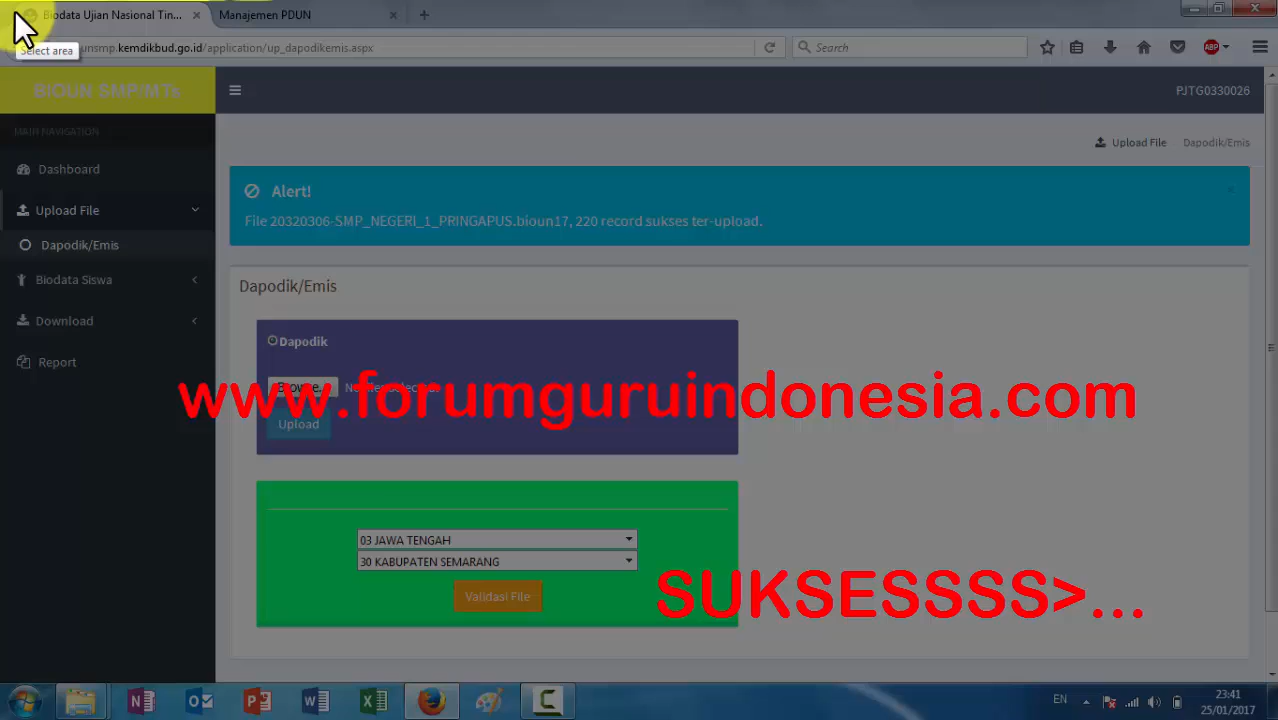 Biodata Ujian Nasional Tin...
Manajemen PDUN
Select area
unsmp.kemdikbud.go.id/application/up_dapodikemis.aspx
Search
ABP
BIOUN SMP/MTs
PJTG0330026
MAIN NAVIGATION
Upload File
Dapodik/Emis
Dashboard
Upload File
Dapodik/Emis
Biodata Siswa
Download
Report
Alert!
File 20320306-SMP_NEGERI_1_PRINGAPUS.bioun17, 220 record sukses ter-upload.
Dapodik/Emis
Dapodik
Browse...
www.forumguruindonesia.com
Upload
03 JAWA TENGAH
30 KABUPATEN SEMARANG
Validasi File
SUKSESSSS>...
EN
23:41
25/01/2017